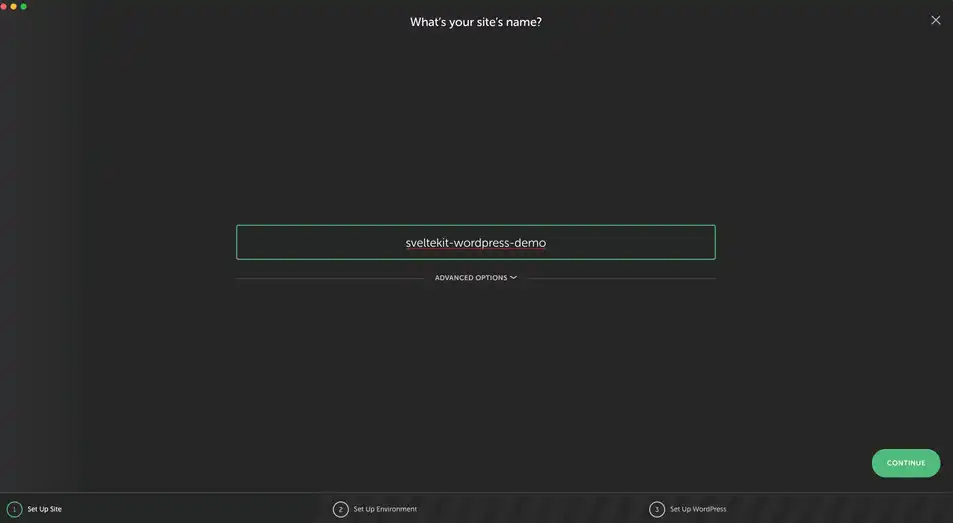 What's your site's name?
sveltekit-wordpress-demo
ADVANCED OPTIONS
CONTINUE
1 Set Up Site
2 Set Up Environment
3 Set Up WordPress